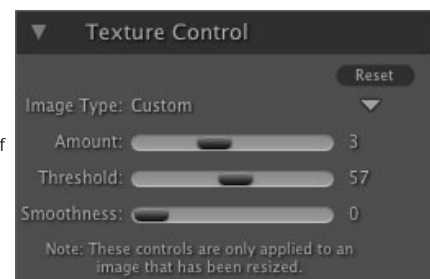 Texture Control
Reset
Image Type: Custom
f
Amount: 3
Threshold: 57
Smoothness: 0
Note: These controls are only applied to an
image that has been resized.